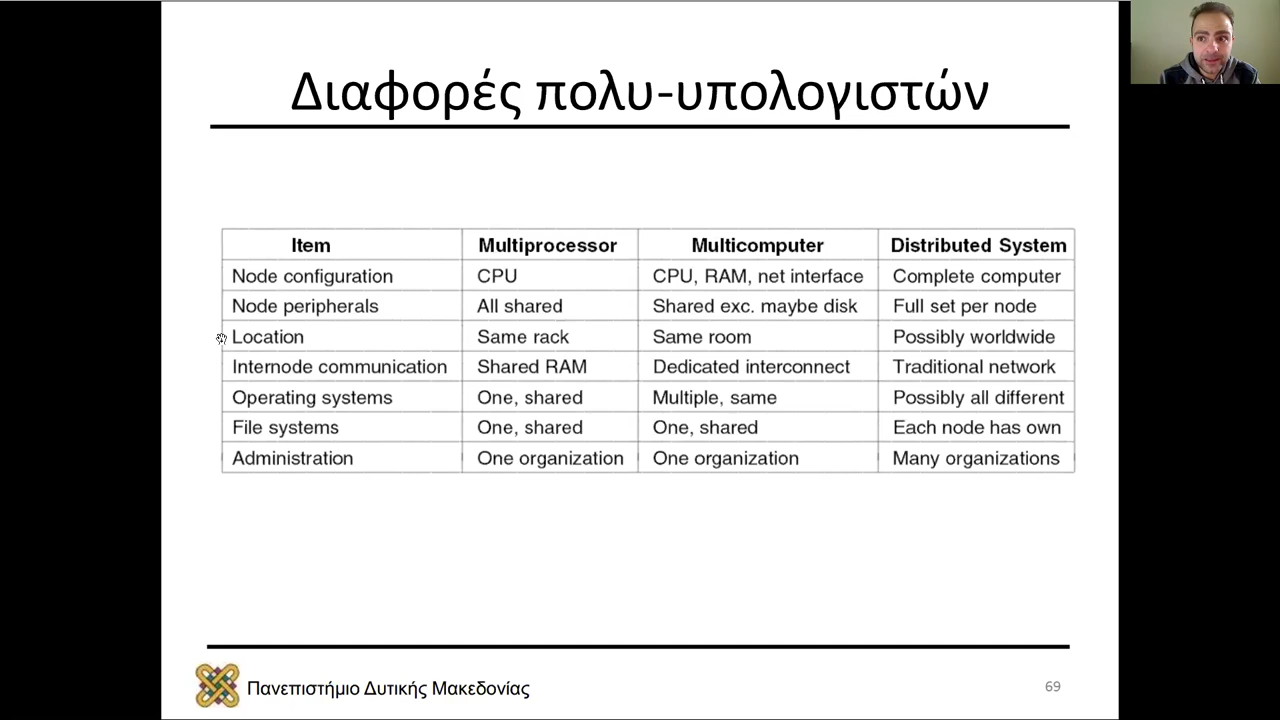 Διαφορές πολυ-υπολογιστών
Item Multiprocessor Multicomputer Distributed System
Node configuration CPU CPU, RAM, net interface Complete computer
Node peripherals All shared Shared exc. maybe disk Full set per node
Location Same rack Same room Possibly worldwide
Internode communication Shared RAM Dedicated interconnect Traditional network
Operating systems One, shared Multiple, same Possibly all different
File systems One, shared One, shared Each node has own
Administration One organization One organization Many organizations
Πανεπιστήμιο Δυτικής Μακεδονίας 69